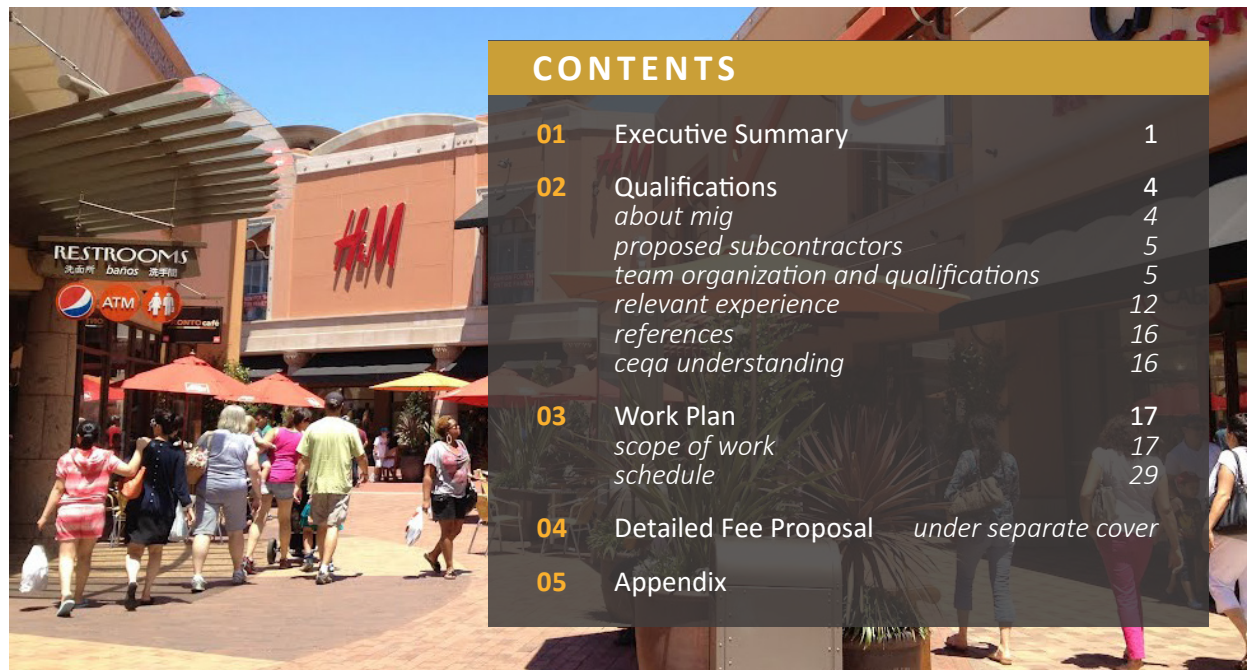 CONTENTS
01 Executive Summary 1
02 Qualifications 4
about mig 4
proposed subcontractors 5
team organization and qualifications 5
relevant experience 12
references 16
ceqa understanding 16
03 Work Plan 17
scope of work 17
schedule 29
04 Detailed Fee Proposal under separate cover
05 Appendix
H&M
H&M
RESTROOMS
洗面所 baños 洗手間
ATM
PRONTO café